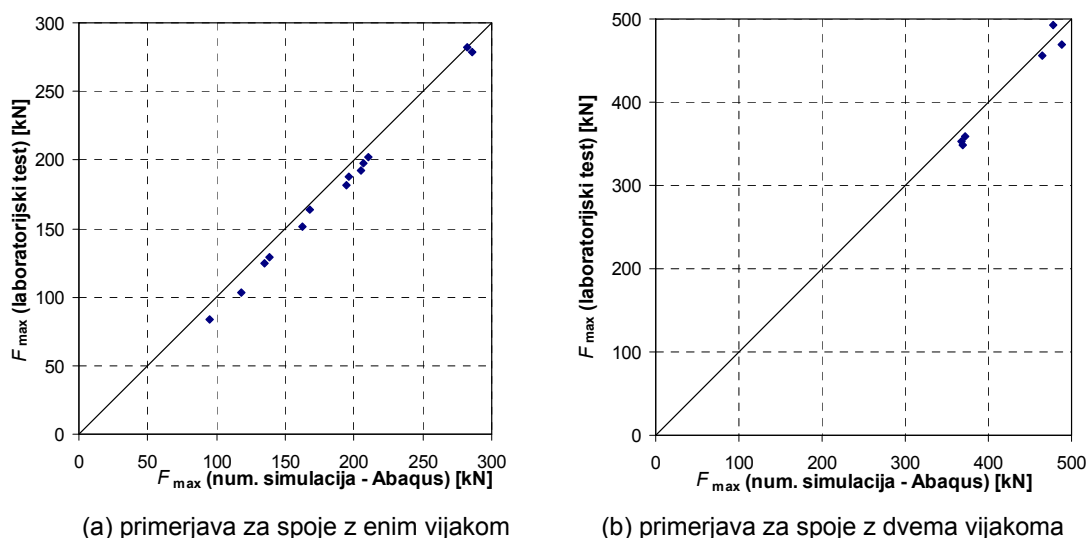 300
250
200
150
100
50
0
F max (laboratorijski test) [kN]
0 50 100 150 200 250 300
F max (num. simulacija - Abaqus) [kN]
(a) primerjava za spoje z enim vijakom
500
400
300
200
100
0
F max (laboratorijski test) [kN]
0 100 200 300 400 500
F max (num. simulacija - Abaqus) [kN]
(b) primerjava za spoje z dvema vijakoma